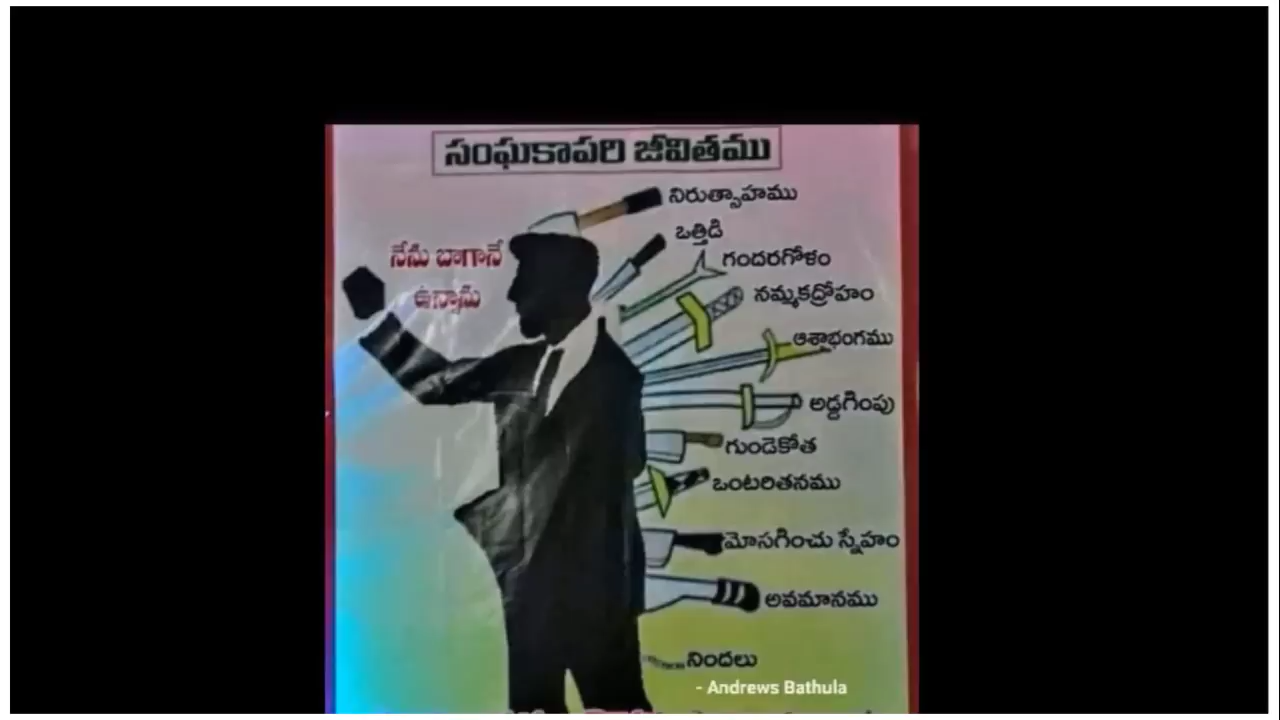 సంఘకాపరి జీవితము
నిరుత్సాహము
ఒత్తిడి
నేను బాగానే
ఉన్నాను
గందరగోళం
నమ్మకద్రోహం
ఆశాభంగము
అడ్డగింపు
గుండెకోత
ఒంటరితనము
మోసగించు స్నేహం
అవమానము
నిందలు
- Andrews Bathula